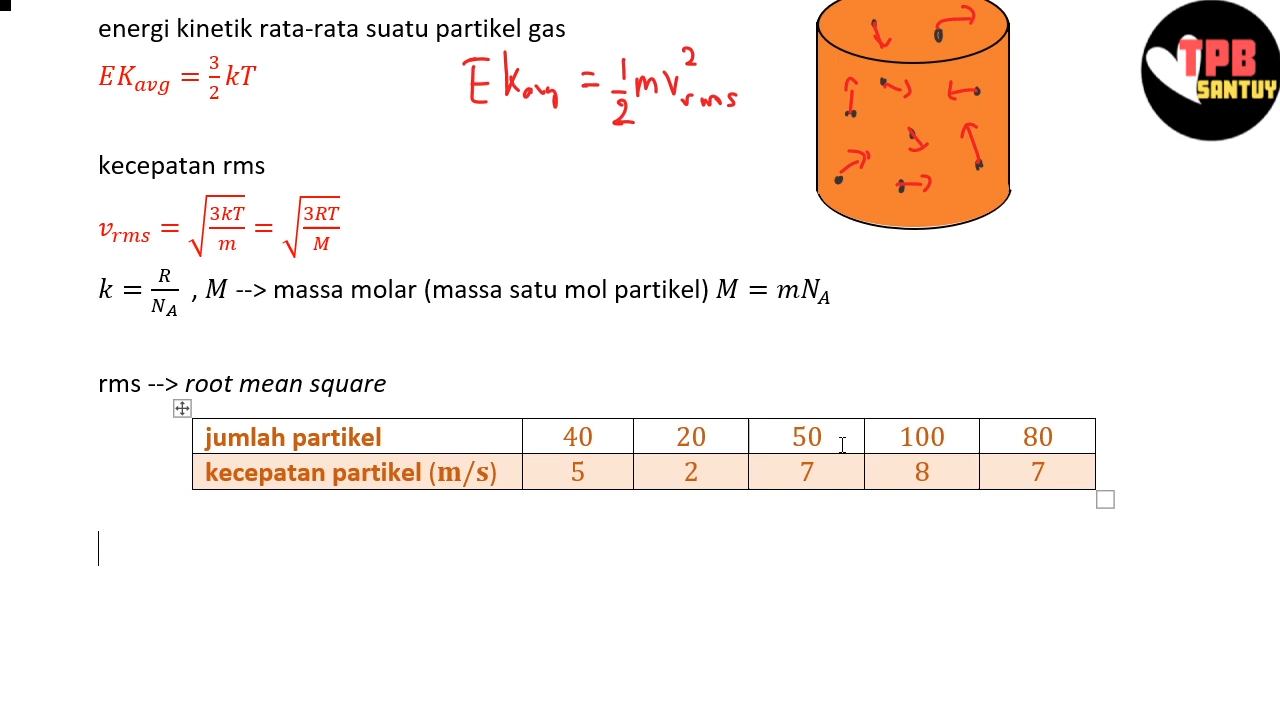 energi kinetik rata-rata suatu partikel gas
EK_avg = 3/2 kT
Ek_avg = 1/2 mv²_rms
TPB
SANTUY
kecepatan rms
v_rms = √(3kT/m) = √(3RT/M)
k = R/N_A , M --> massa molar (massa satu mol partikel) M = mN_A
rms --> root mean square
jumlah partikel 40 20 50 100 80
kecepatan partikel (m/s) 5 2 7 8 7